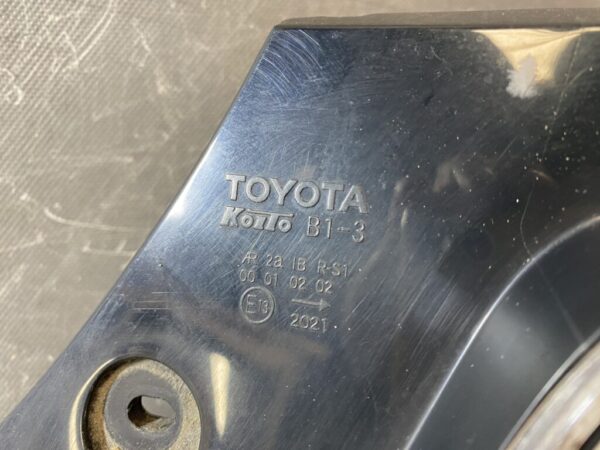 TOYOTA
KoiTo B1-3
AR 2a IB R-S1
00 01 02 02
E13 →
2021